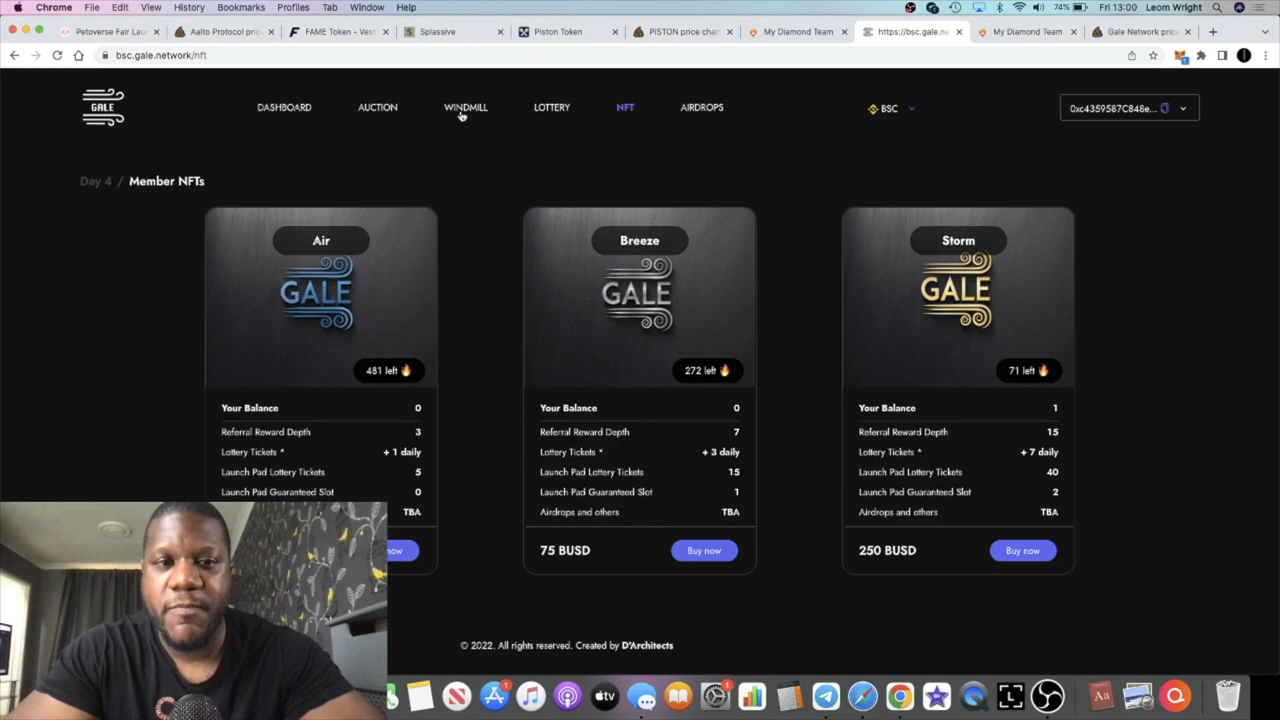 Chrome File Edit View History Bookmarks Profiles Tab Window Help
74% Fri 13:00 Leom Wright
Petoverse Fair Lau
Aalto Protocol pric
FAME Token - Vest
Splassive
Piston Token
PISTON price char
My Diamond Team
https://bsc.gale.ne
My Diamond Team
Gale Network pric
bsc.gale.network/nft
GALE
DASHBOARD AUCTION WINDMILL LOTTERY NFT AIRDROPS
BSC
0xc4359587C848e...
Day 4 / Member NFTs
Air
GALE
481 left
Your Balance 0
Referral Reward Depth 3
Lottery Tickets * + 1 daily
Launch Pad Lottery Tickets 5
Launch Pad Guaranteed Slot 0
TBA
now
Breeze
GALE
272 left
Your Balance 0
Referral Reward Depth 7
Lottery Tickets * + 3 daily
Launch Pad Lottery Tickets 15
Launch Pad Guaranteed Slot 1
Airdrops and others TBA
75 BUSD Buy now
Storm
GALE
71 left
Your Balance 1
Referral Reward Depth 15
Lottery Tickets * + 7 daily
Launch Pad Lottery Tickets 40
Launch Pad Guaranteed Slot 2
Airdrops and others TBA
250 BUSD Buy now
© 2022. All rights reserved. Created by D'Architects
tv
Aa